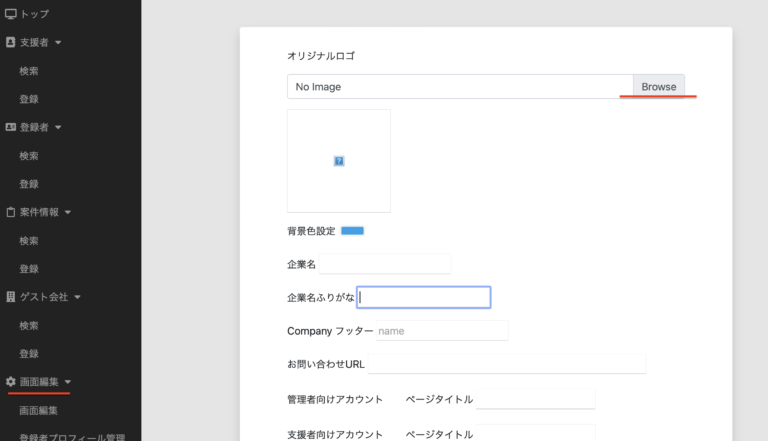 トップ
支援者
検索
登録
登録者
検索
登録
案件情報
検索
登録
ゲスト会社
検索
登録
画面編集
画面編集
登録者プロフィール管理
オリジナルロゴ
No Image Browse
?
背景色設定
企業名
企業名ふりがな
Company フッター name
お問い合わせURL
管理者向けアカウント ページタイトル
支援者向けアカウント ページタイトル